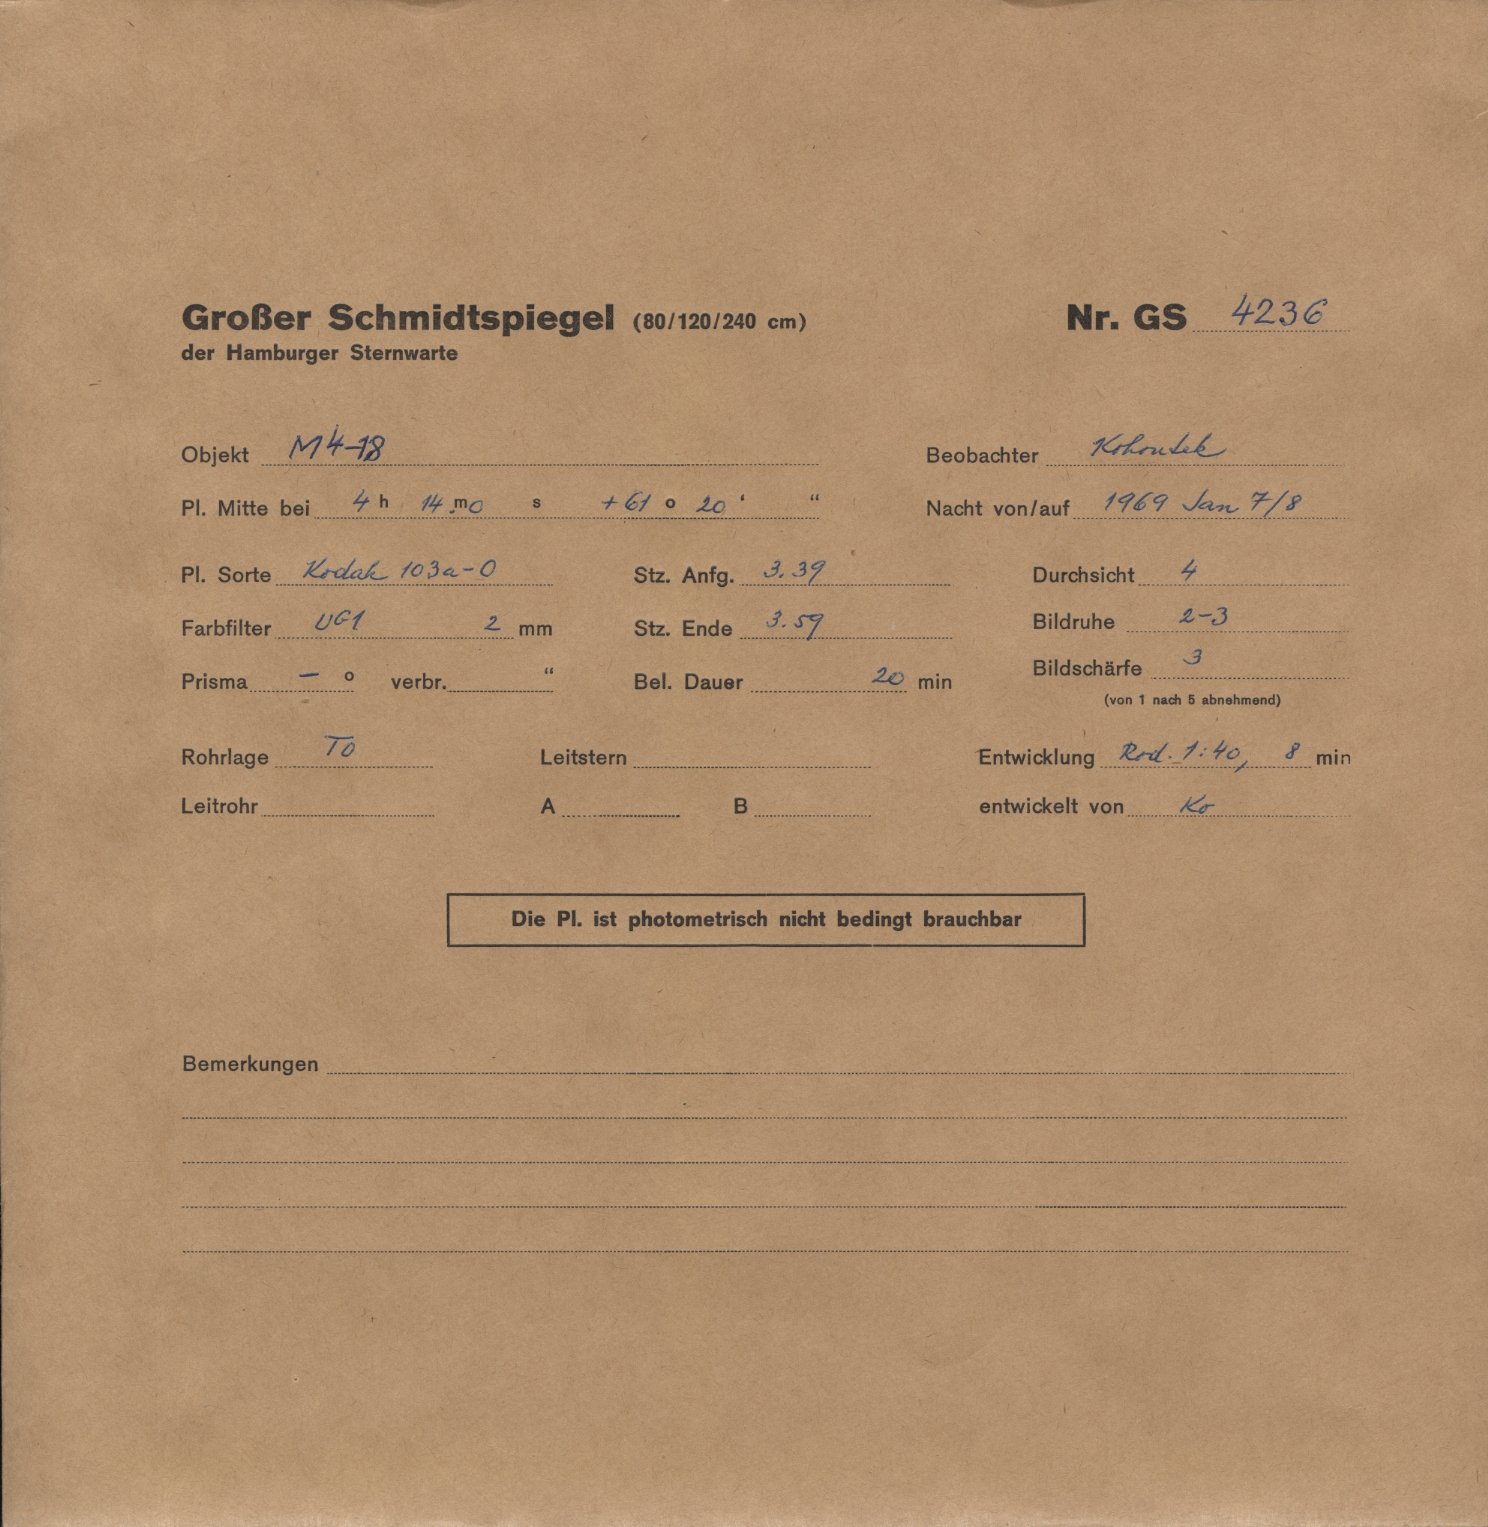 Großer Schmidtspiegel (80/120/240 cm) Nr. GS 4236
der Hamburger Sternwarte
Objekt M4-18 Beobachter Kohoutek
Pl. Mitte bei 4 h 14 m 0 s +61 o 20 ‘ “ Nacht von/auf 1969 Jan 7/8
Pl. Sorte Kodak 103a-O Stz. Anfg. 3.39 Durchsicht 4
Farbfilter UG1 2 mm Stz. Ende 3.59 Bildruhe 2-3
Prisma – o verbr. “ Bel. Dauer 20 min Bildschärfe 3
(von 1 nach 5 abnehmend)
Rohrlage TO Leitstern Entwicklung Rod. 1:40, 8 min
Leitrohr A B entwickelt von Ko
Die Pl. ist photometrisch nicht bedingt brauchbar
Bemerkungen